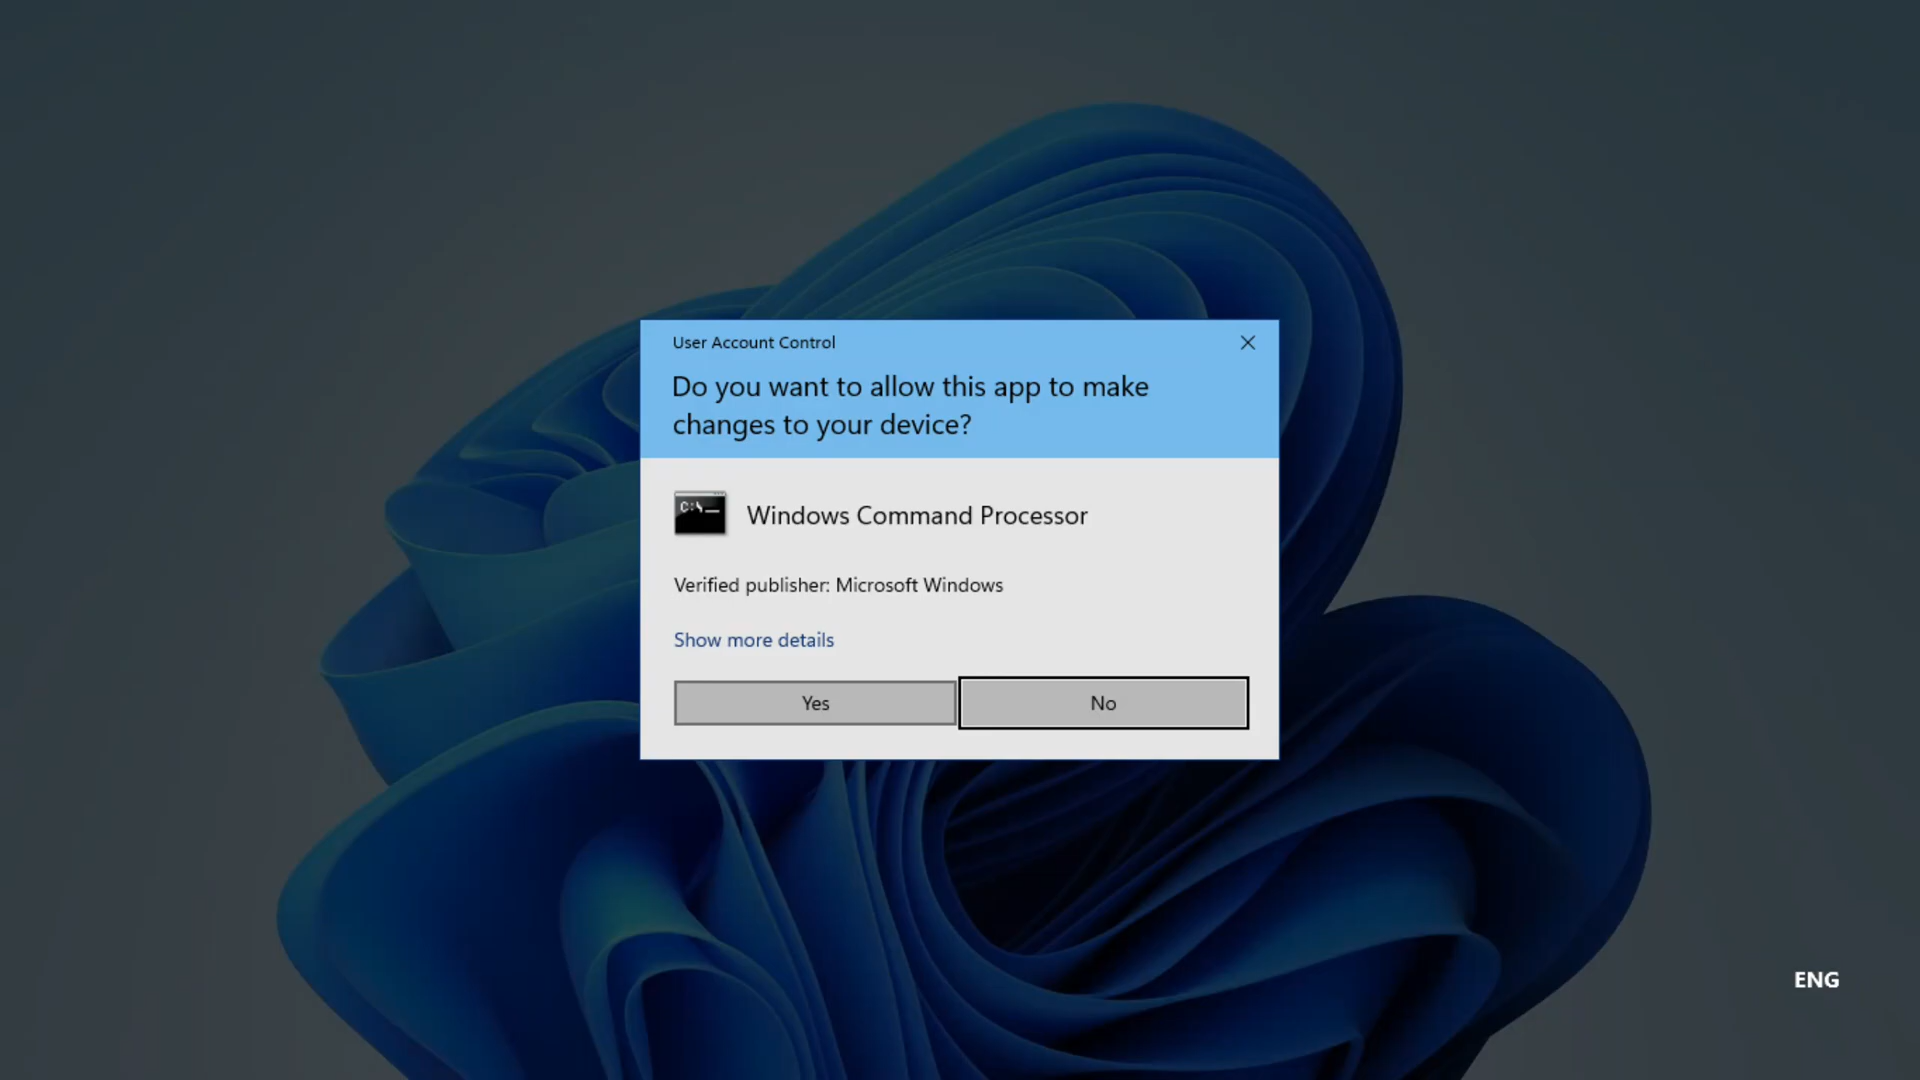 User Account Control
Do you want to allow this app to make
changes to your device?
C:\_
Windows Command Processor
Verified publisher: Microsoft Windows
Show more details
Yes
No
ENG